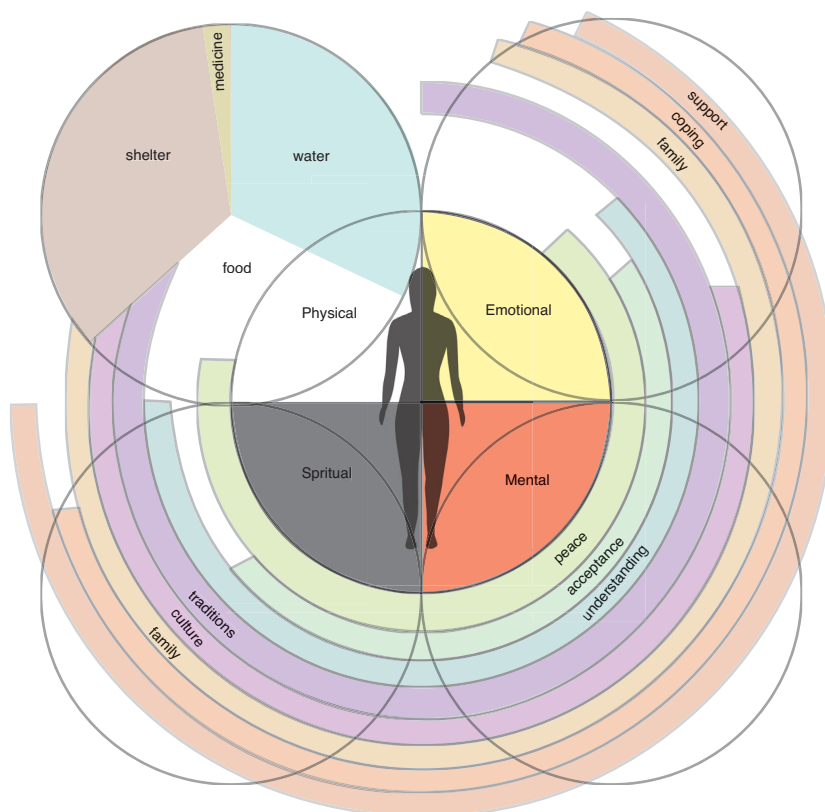 medicine
shelter
water
food
support
coping
family
Physical
Emotional
Spritual
Mental
peace
acceptance
understanding
traditions
culture
family